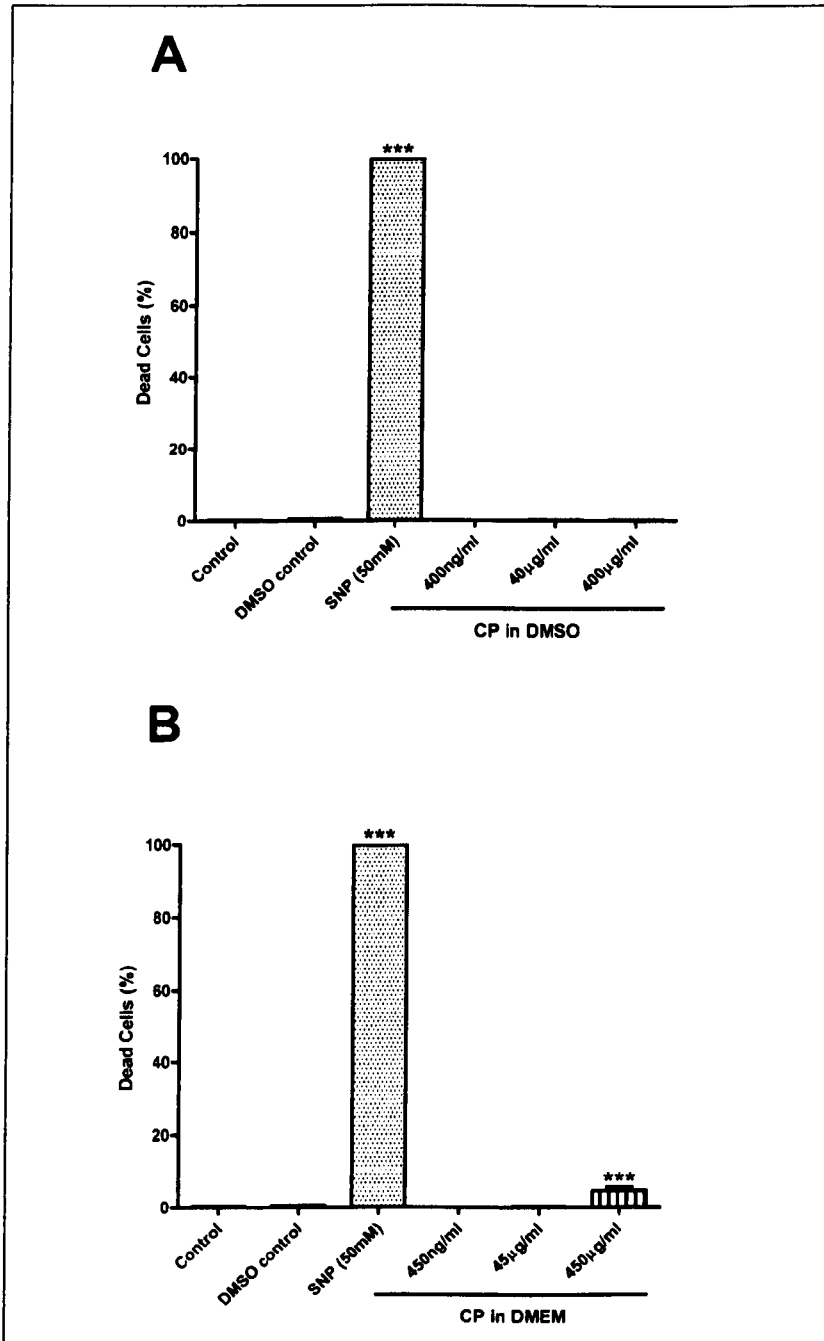 A
***
100
80
60
40
20
0
Dead Cells (%)
Control
DMSO control
SNP (50mM)
400ng/ml
40µg/ml
400µg/ml
CP in DMSO
B
***
100
80
60
40
20
0
Dead Cells (%)
***
Control
DMSO control
SNP (50mM)
450ng/ml
45µg/ml
450µg/ml
CP in DMEM